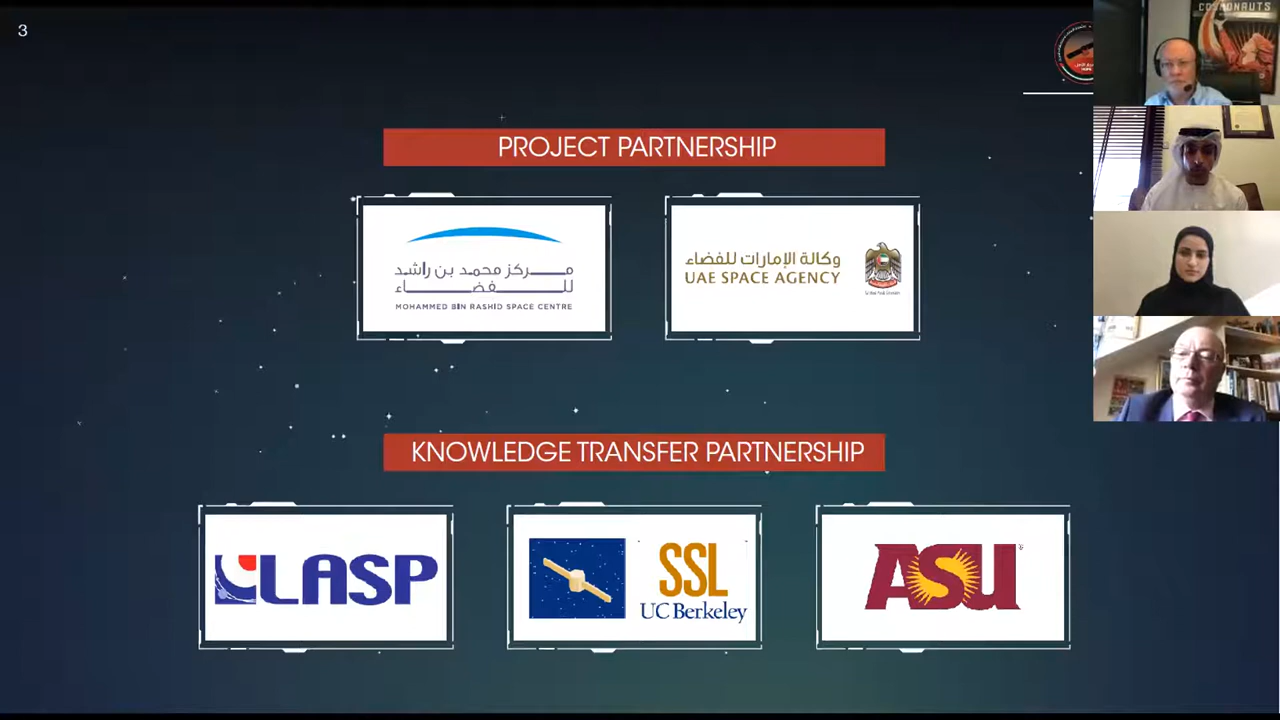 3
COSMONAUTS
PROJECT PARTNERSHIP
مركز محمد بن راشد
للفضاء
MOHAMMED BIN RASHID SPACE CENTRE
وكالة الإمارات للفضاء
UAE SPACE AGENCY
KNOWLEDGE TRANSFER PARTNERSHIP
LASP
SSL
UC Berkeley
ASU